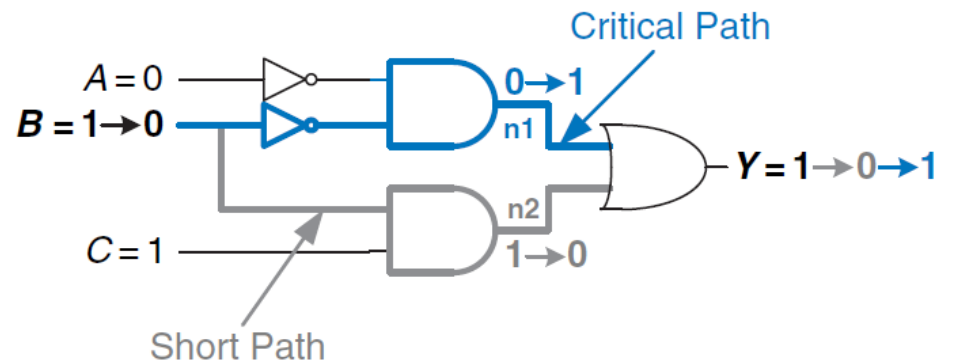 Critical Path
A = 0
0→1
B = 1→0
n1
Y = 1→0→1
n2
C = 1
1→0
Short Path